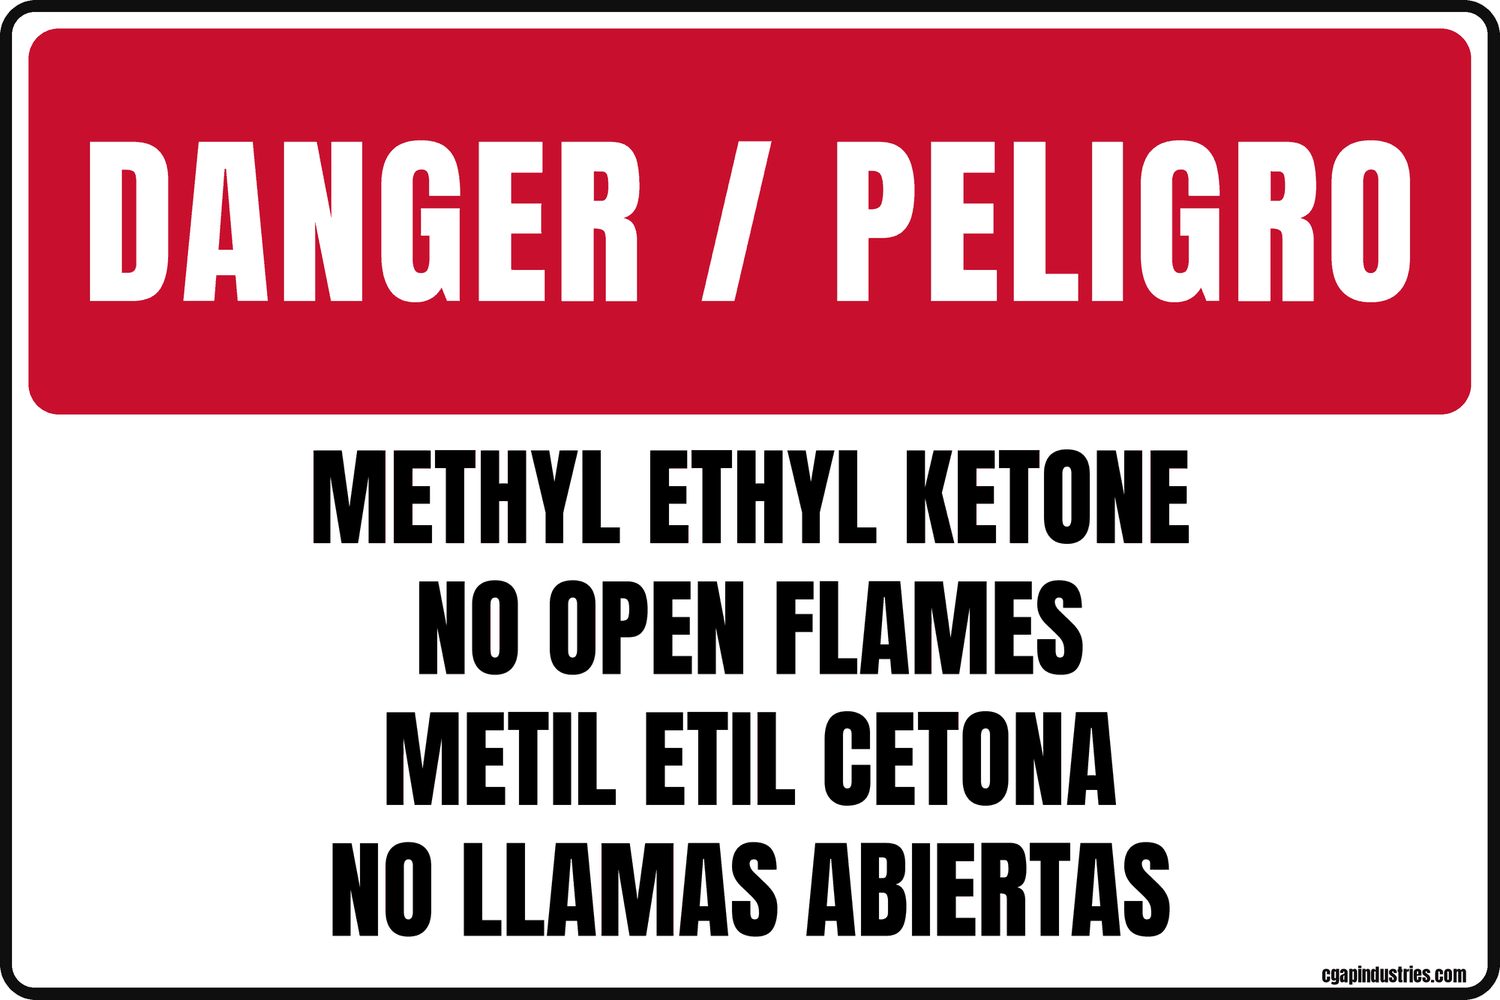 DANGER / PELIGRO
METHYL ETHYL KETONE
NO OPEN FLAMES
METIL ETIL CETONA
NO LLAMAS ABIERTAS
cgapindustries.com